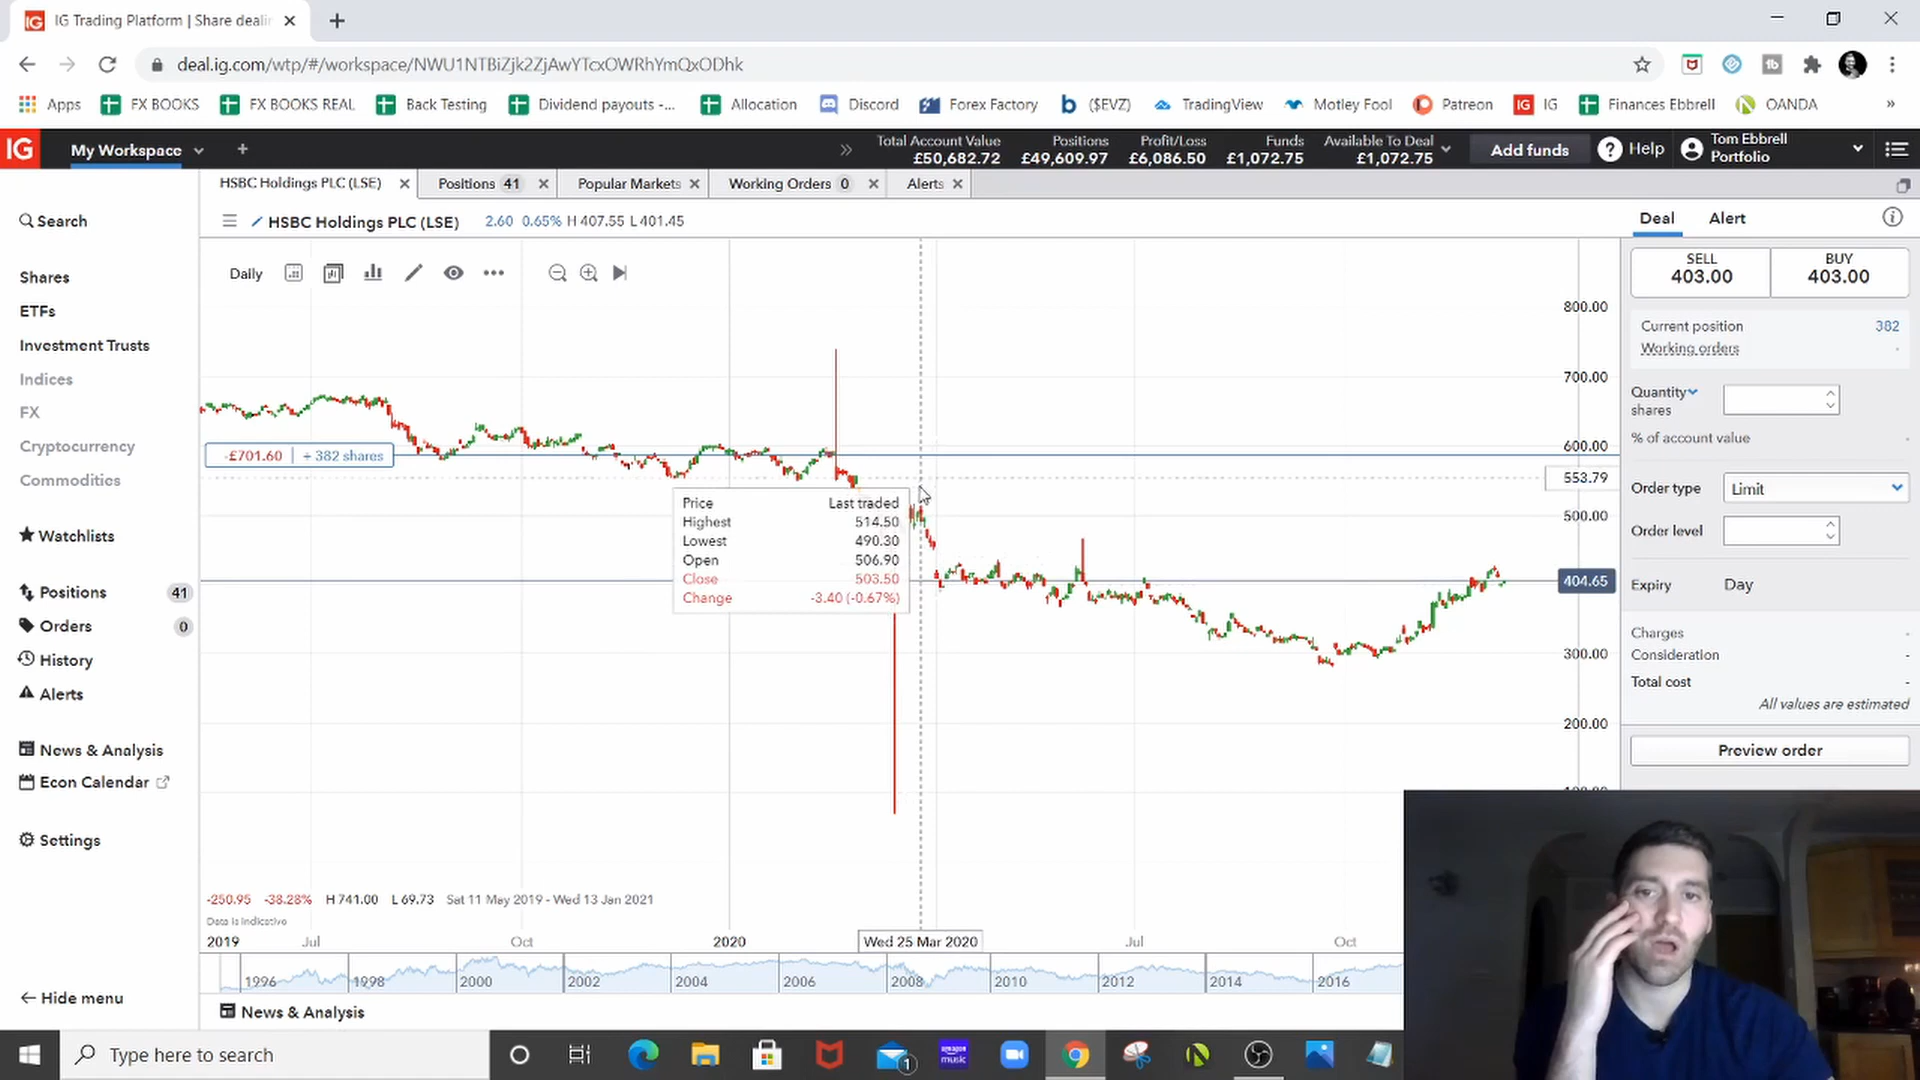 IG Trading Platform | Share deali
deal.ig.com/wtp/#/workspace/NWU1NTBiZjk2ZjAwYTcxOWRhYmQxODhk
Apps FX BOOKS FX BOOKS REAL Back Testing Dividend payouts -... Allocation Discord Forex Factory ($EVZ) TradingView Motley Fool Patreon IG Finances Ebbrell OANDA »
IG My Workspace + » Total Account Value Positions Profit/Loss Funds Available To Deal Add funds ? Help Tom Ebbrell
£50,682.72 £49,609.97 £6,086.50 £1,072.75 £1,072.75 Portfolio
HSBC Holdings PLC (LSE) Positions 41 Popular Markets Working Orders 0 Alerts
HSBC Holdings PLC (LSE) 2.60 0.65% H 407.55 L 401.45
Daily
Search
Shares
ETFs
Investment Trusts
Indices
FX
Cryptocurrency
Commodities
Watchlists
Positions 41
Orders 0
History
Alerts
News & Analysis
Econ Calendar
Settings
Hide menu
800.00
700.00
600.00
553.79
500.00
404.65
300.00
200.00
-£701.60 + 382 shares
Price Last traded
Highest 514.50
Lowest 490.30
Open 506.90
Close 503.50
Change -3.40 (-0.67%)
-250.95 -38.28% H 741.00 L 69.73 Sat 11 May 2019 - Wed 13 Jan 2021
Data is indicative
2019 Jul Oct 2020 Wed 25 Mar 2020 Jul Oct
1996 1998 2000 2002 2004 2006 2008 2010 2012 2014 2016
News & Analysis
Deal Alert
SELL BUY
403.00 403.00
Current position 382
Working orders -
Quantity
shares
% of account value -
Order type Limit
Order level
Expiry Day
Charges -
Consideration -
Total cost -
All values are estimated
Preview order
Type here to search
amazon
music
1